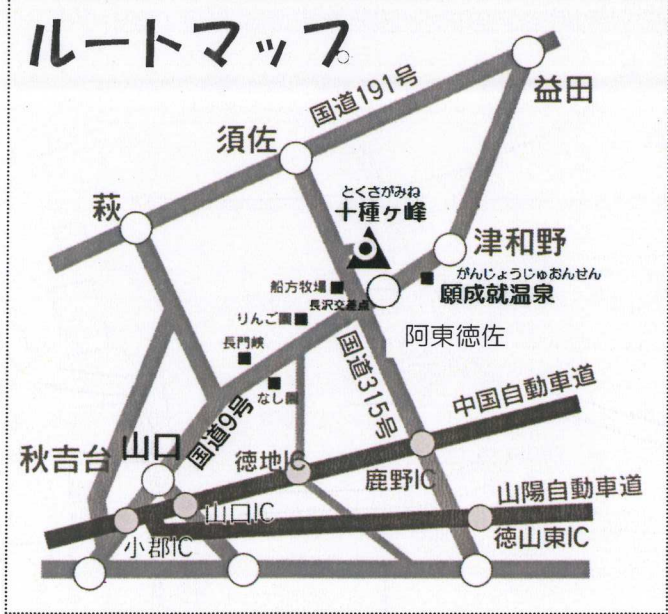 ルートマップ
益田
国道191号
須佐
萩
とくさがみね
十種ヶ峰
津和野
がんじょうじゅおんせん
願成就温泉
船方牧場
長沢交差点
りんご園
阿東徳佐
長門峡
国道315号
なし園
国道9号
中国自動車道
山口
秋吉台
徳地IC
鹿野IC
山口IC
山陽自動車道
小郡IC
徳山東IC